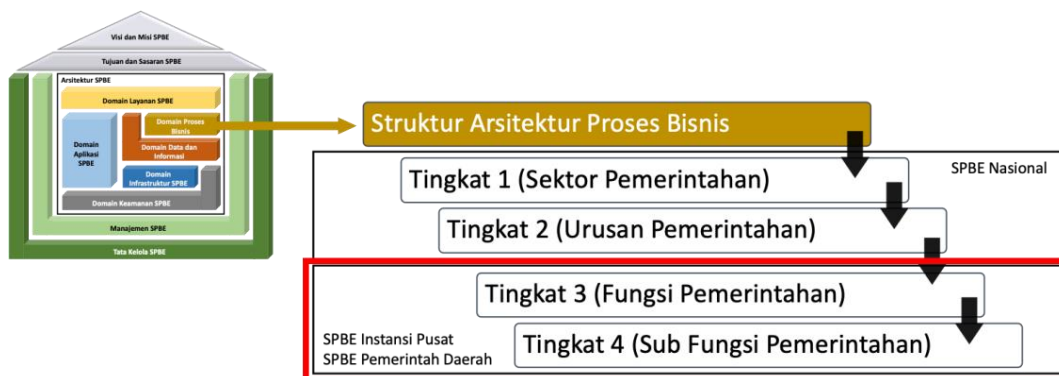 Visi dan Misi SPBE
Tujuan dan Sasaran SPBE
Arsitektur SPBE
Domain Layanan SPBE
Domain Proses
Bisnis
Domain
Aplikasi
SPBE
Domain Data dan
Informasi
Domain
Infrastruktur SPBE
Domain Keamanan SPBE
Manajemen SPBE
Tata Kelola SPBE
Struktur Arsitektur Proses Bisnis
SPBE Nasional
Tingkat 1 (Sektor Pemerintahan)
Tingkat 2 (Urusan Pemerintahan)
Tingkat 3 (Fungsi Pemerintahan)
SPBE Instansi Pusat
SPBE Pemerintah Daerah
Tingkat 4 (Sub Fungsi Pemerintahan)